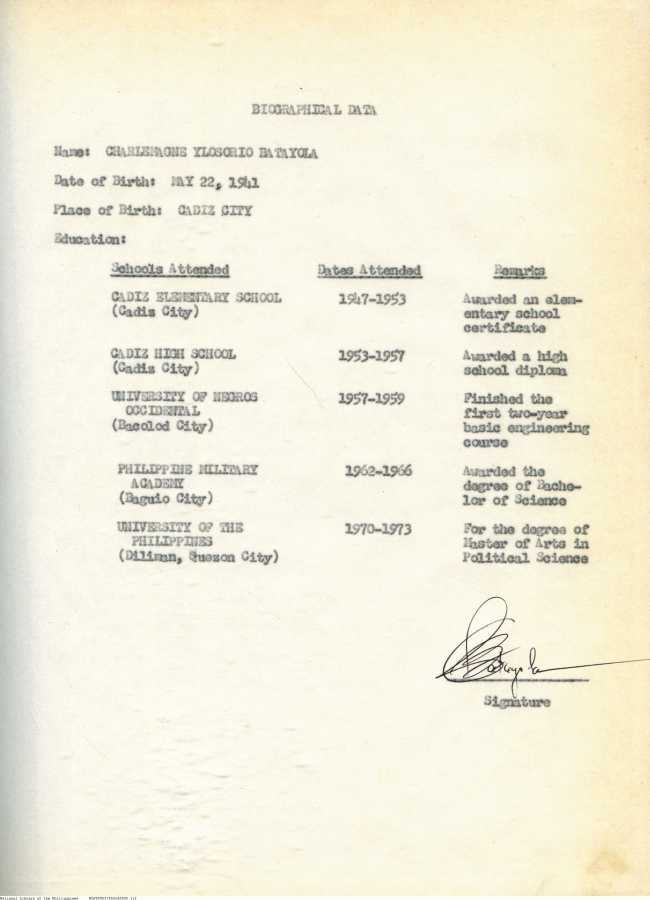 BIOGRAPHICAL DATA
Name: CHARLEMAGNE YLOSORIO BATAYOLA
Date of Birth: MAY 22, 1941
Place of Birth: CADIZ CITY
Education:
Schools Attended Dates Attended Remarks
CADIZ ELEMENTARY SCHOOL 1947-1953 Awarded an elem-
(Cadiz City) entary school
certificate
CADIZ HIGH SCHOOL 1953-1957 Awarded a high
(Cadiz City) school diploma
UNIVERSITY OF NEGROS 1957-1959 Finished the
OCCIDENTAL first two-year
(Bacolod City) basic engineering
course
PHILIPPINE MILITARY 1962-1966 Awarded the
ACADEMY degree of Bache-
(Baguio City) lor of Science
UNIVERSITY OF THE 1970-1973 For the degree of
PHILIPPINES Master of Arts in
(Diliman, Quezon City) Political Science
Signature
National Library of the Philippines